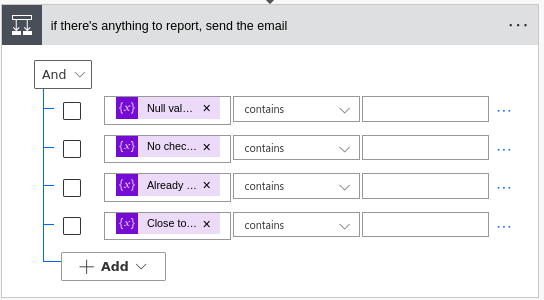 if there's anything to report, send the email
And
{x} Null val... × contains
{x} No chec... × contains
{x} Already ... × contains
{x} Close to... × contains
+ Add